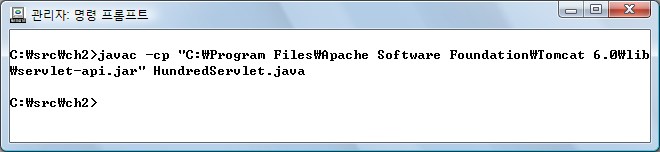 관리자: 명령 프롬프트
C:₩src₩ch2>javac -cp "C:₩Program Files₩Apache Software Foundation₩Tomcat 6.0₩lib
₩servlet-api.jar" HundredServlet.java
C:₩src₩ch2>